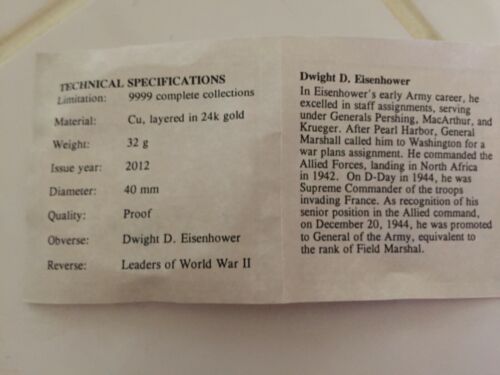 TECHNICAL SPECIFICATIONS
Limitation: 9999 complete collections
Material: Cu, layered in 24k gold
Weight: 32 g
Issue year: 2012
Diameter: 40 mm
Quality: Proof
Obverse: Dwight D. Eisenhower
Reverse: Leaders of World War II
Dwight D. Eisenhower
In Eisenhower's early Army career, he
excelled in staff assignments, serving
under Generals Pershing, MacArthur, and
Krueger. After Pearl Harbor, General
Marshall called him to Washington for a
war plans assignment. He commanded the
Allied Forces, landing in North Africa
in 1942. On D-Day in 1944, he was
Supreme Commander of the troops
invading France. As recognition of his
senior position in the Allied command,
on December 20, 1944, he was promoted
to General of the Army, equivalent to
the rank of Field Marshal.